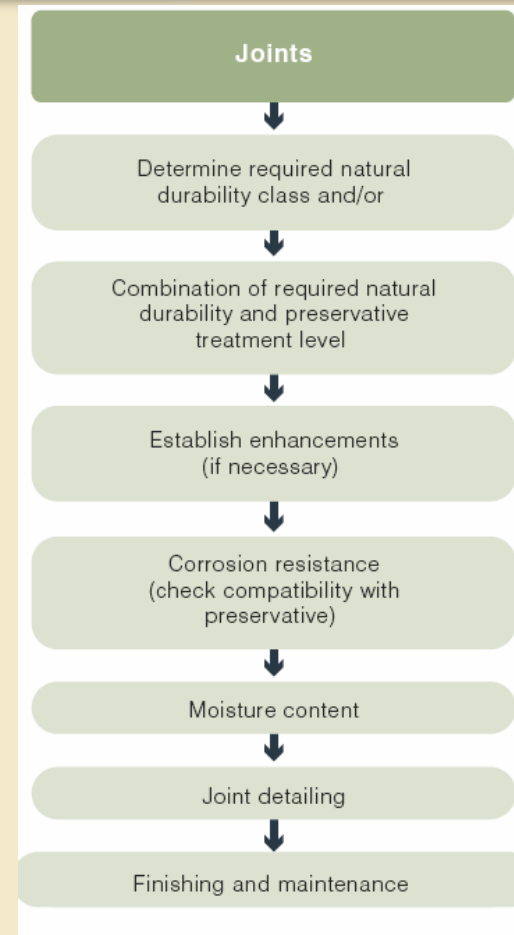 Joints
Determine required natural
durability class and/or
Combination of required natural
durability and preservative
treatment level
Establish enhancements
(if necessary)
Corrosion resistance
(check compatibility with
preservative)
Moisture content
Joint detailing
Finishing and maintenance